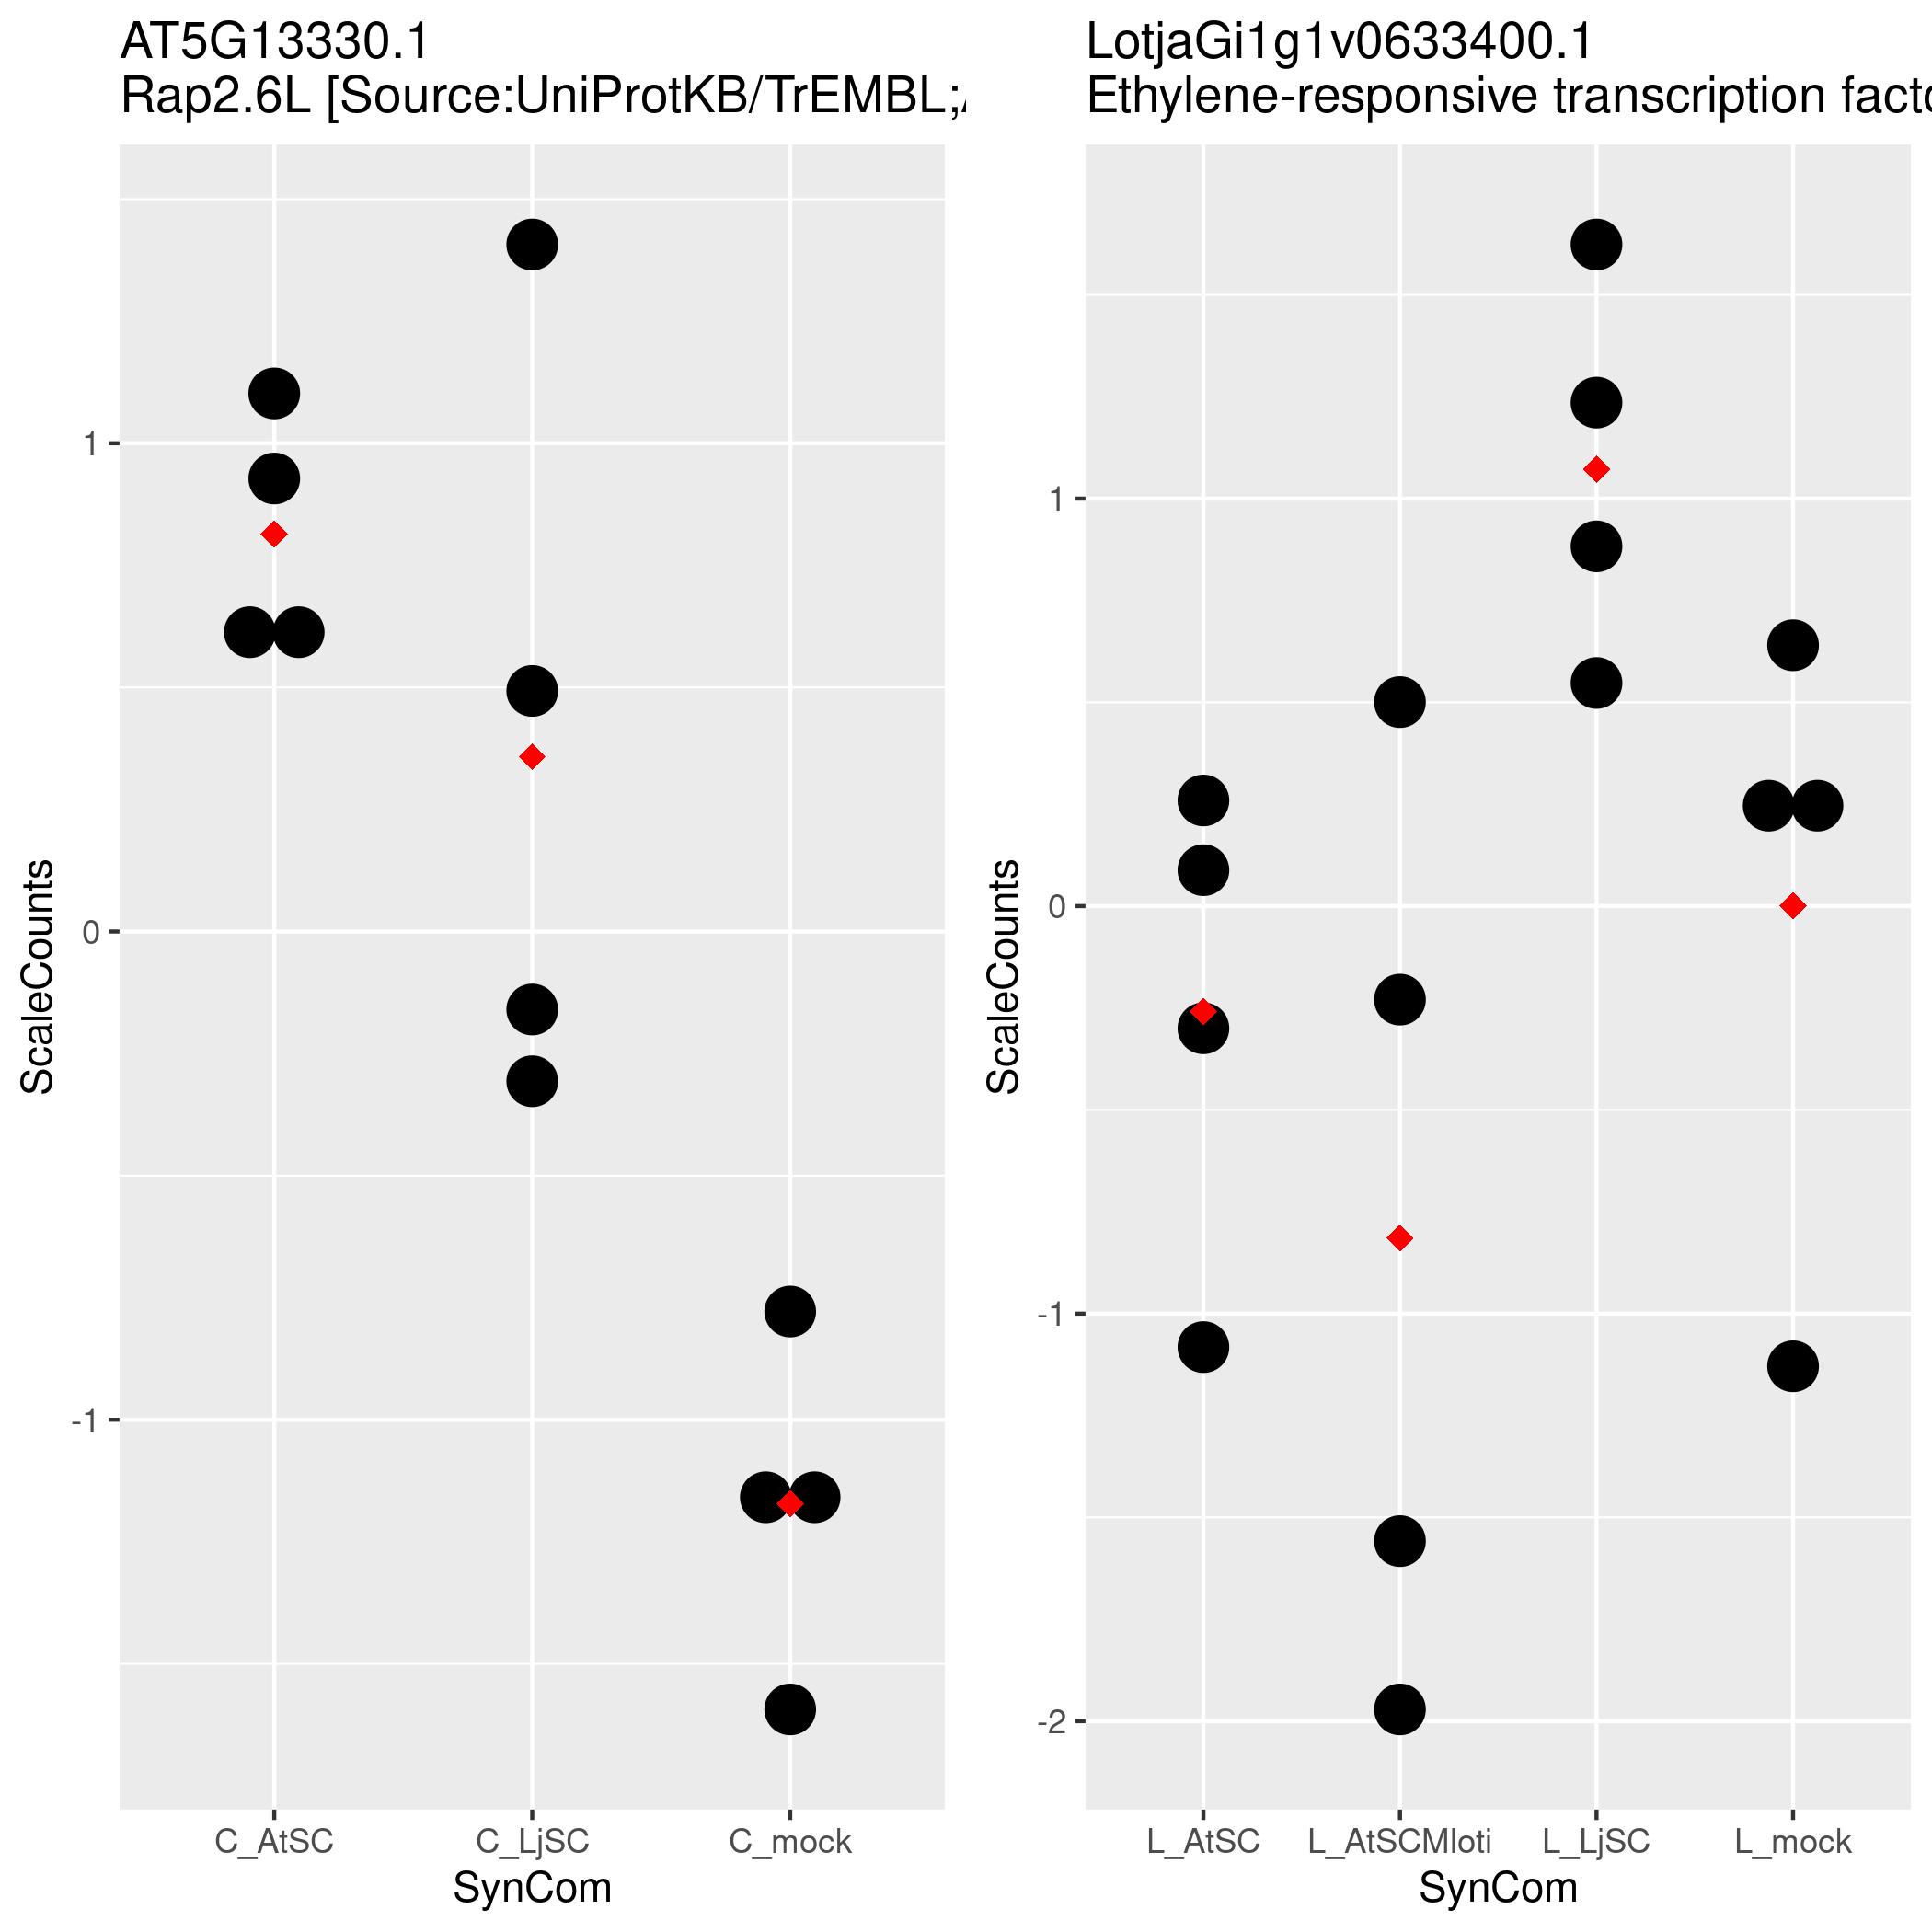 AT5G13330.1
Rap2.6L [Source:UniProtKB/TrEMBL;
ScaleCounts
1
0
-1
C_AtSC C_LjSC C_mock
SynCom
LotjaGi1g1v0633400.1
Ethylene-responsive transcription facto
ScaleCounts
1
0
-1
-2
L_AtSC L_AtSCMloti L_LjSC L_mock
SynCom